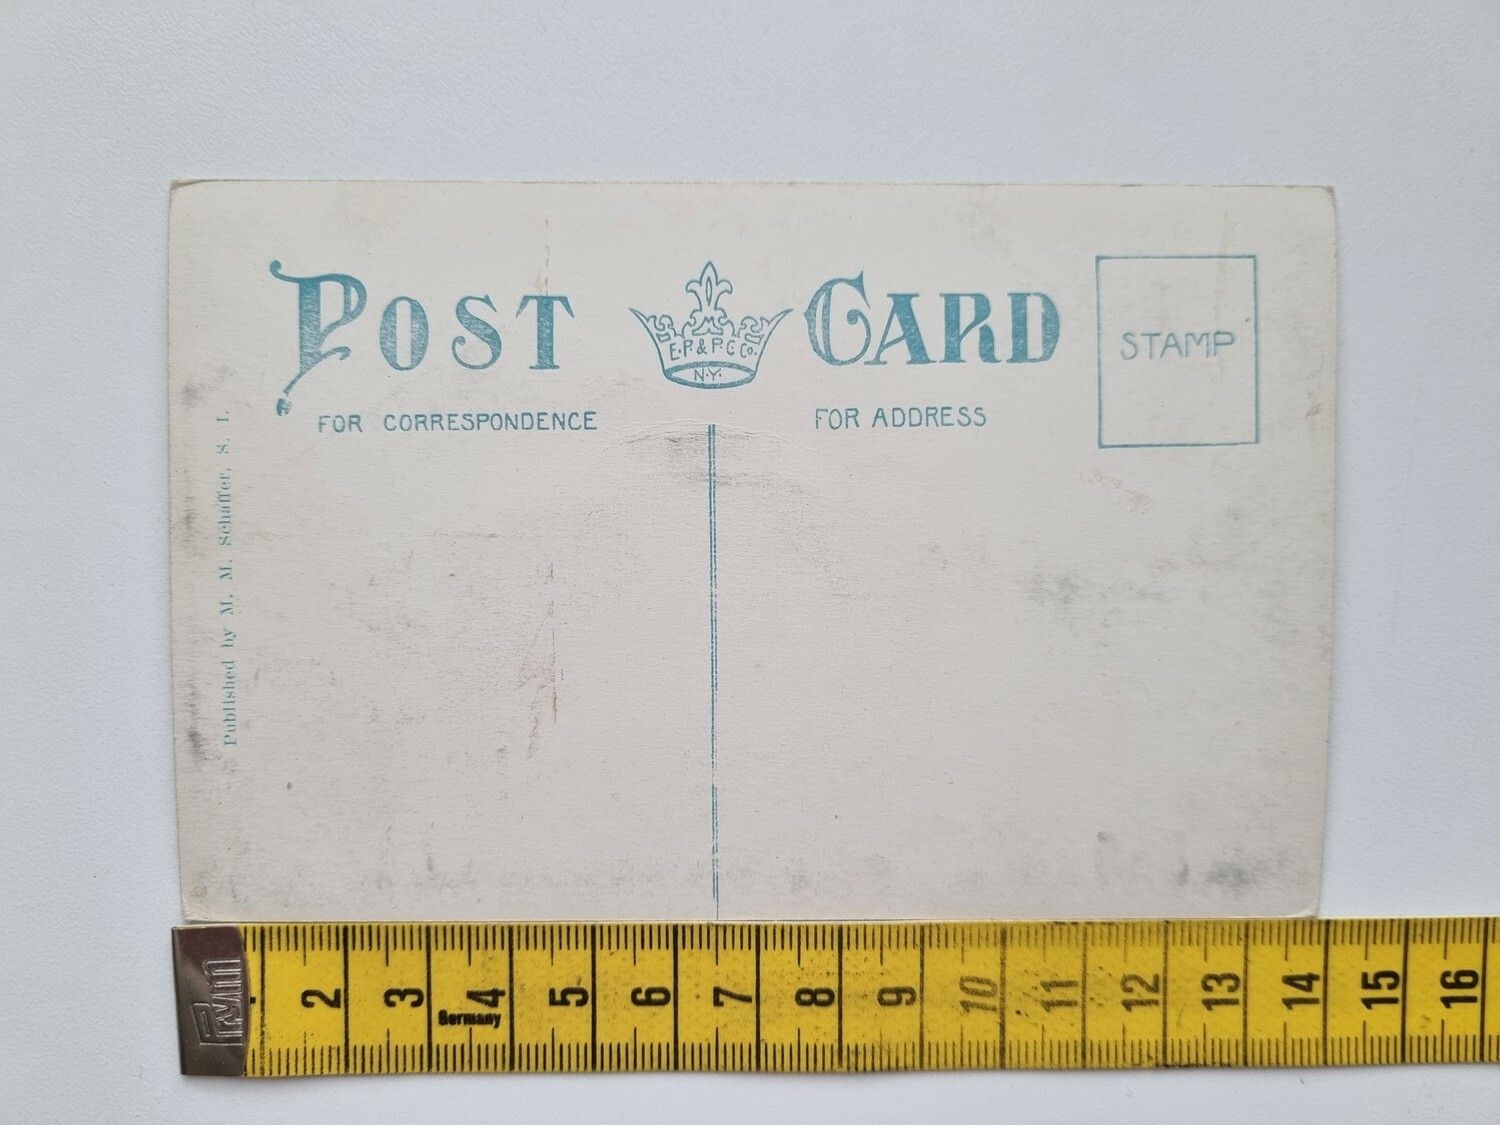 POST CARD
M
E.P. & P.C Co.
N.Y.
STAMP
FOR CORRESPONDENCE
FOR ADDRESS
Published by M. M. Schaffer, S. I.
PRYM
2 3 4 5 6 7 8 9 10 11 12 13 14 15 16
Germany